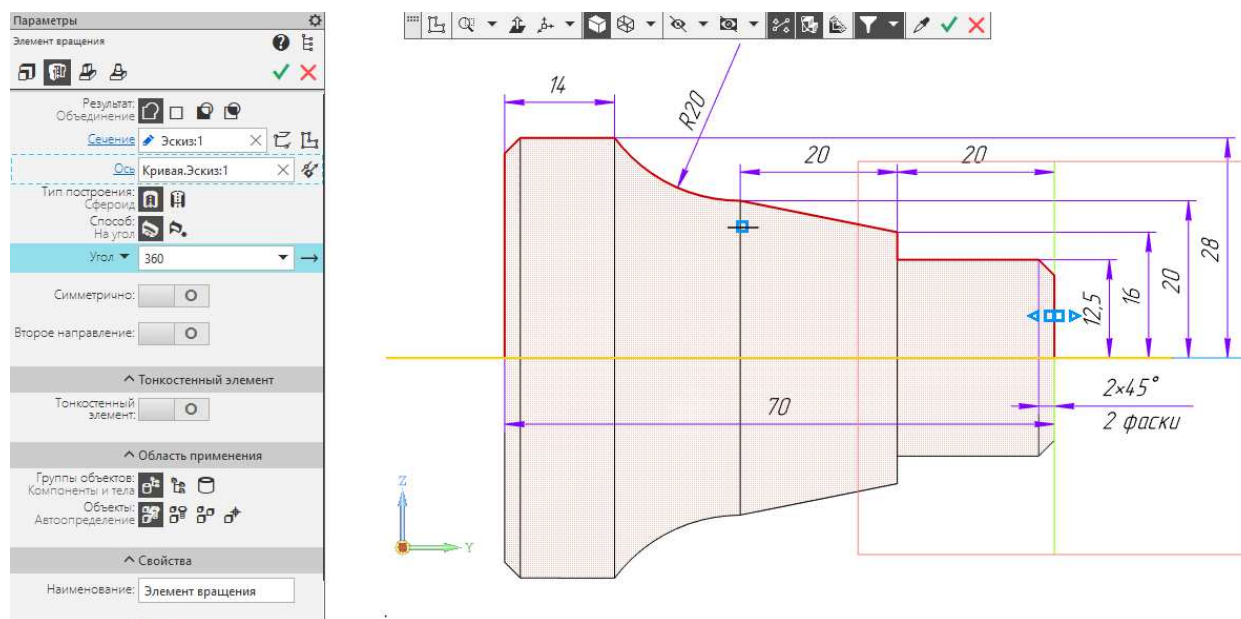 Параметры
Элемент вращения
Результат:
Объединение
Сечение Эскиз:1
Ось Кривая.Эскиз:1
Тип построения:
Сфероид
Способ:
На угол
Угол 360
Симметрично:
Второе направление:
Тонкостенный элемент
Тонкостенный
элемент:
Область применения
Группы объектов:
Компоненты и тела
Объекты:
Автоопределение
Свойства
Наименование: Элемент вращения
14
R20
20
20
28
20
16
12,5
2×45°
2 фаски
70
Z
Y